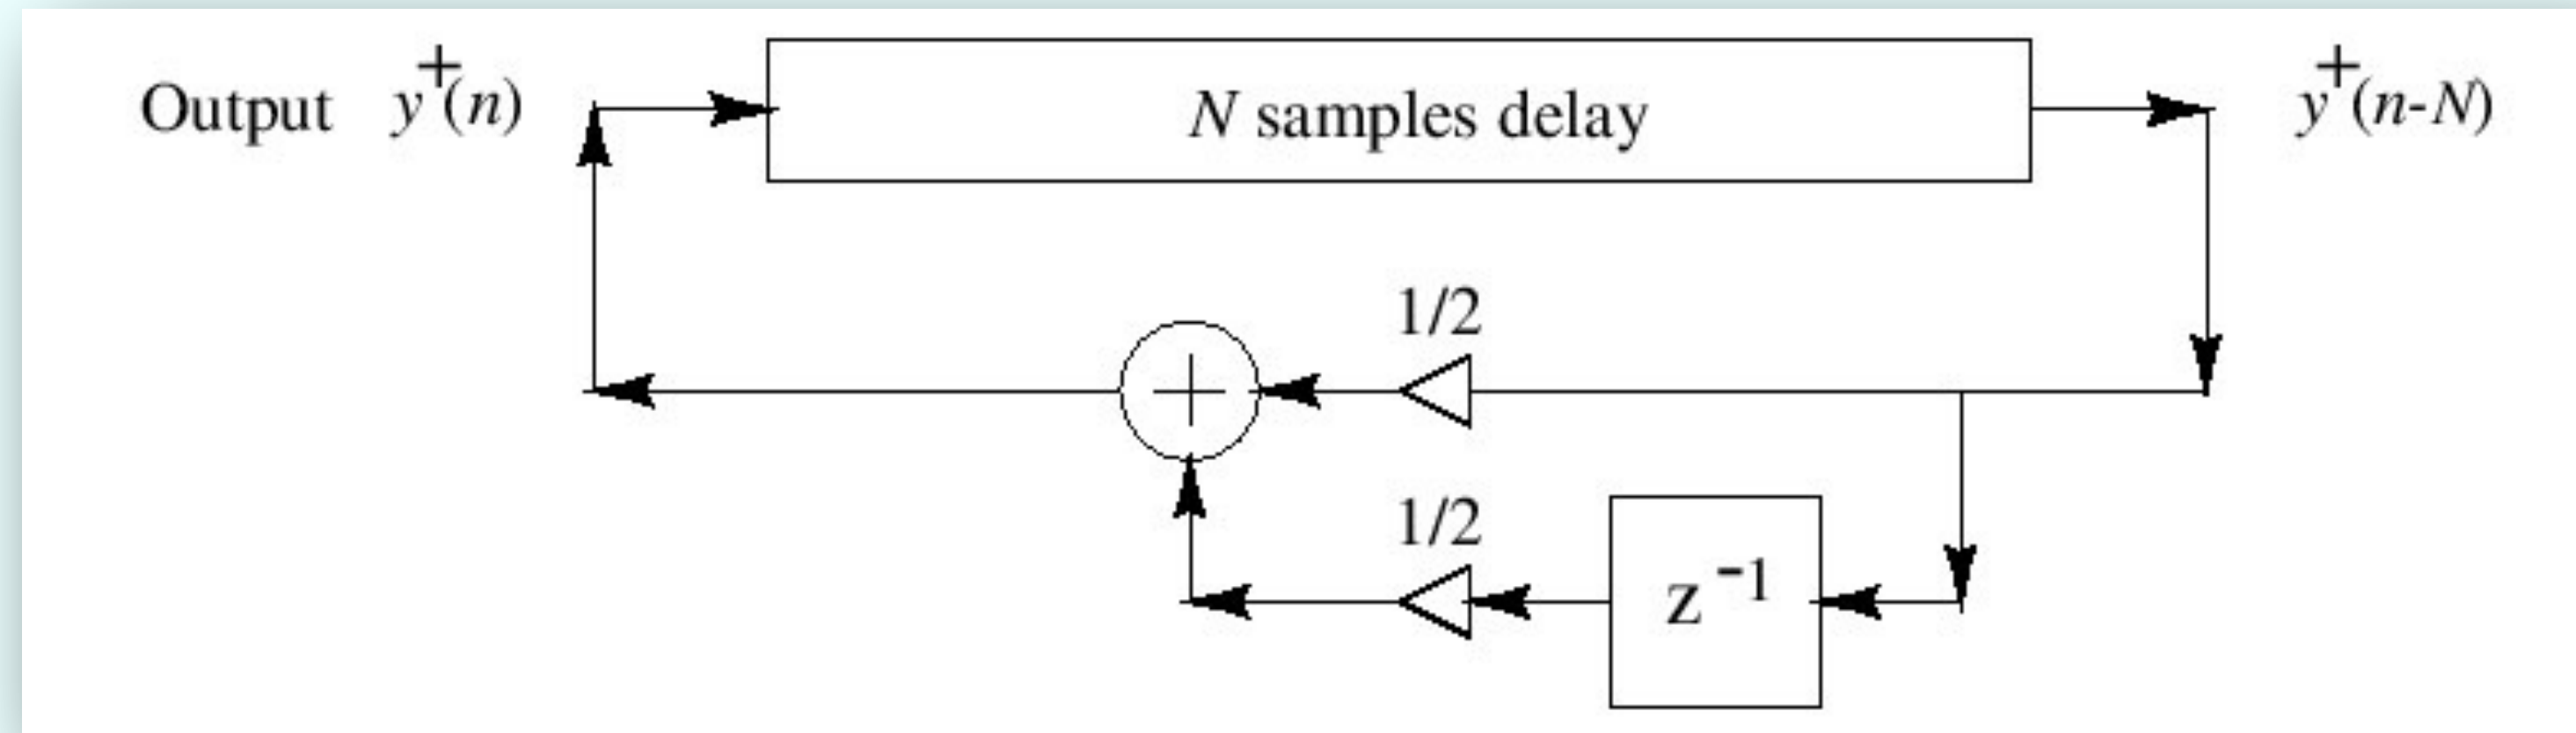 Output y⁺(n)
N samples delay
y⁺(n-N)
1/2
+
1/2
z⁻¹